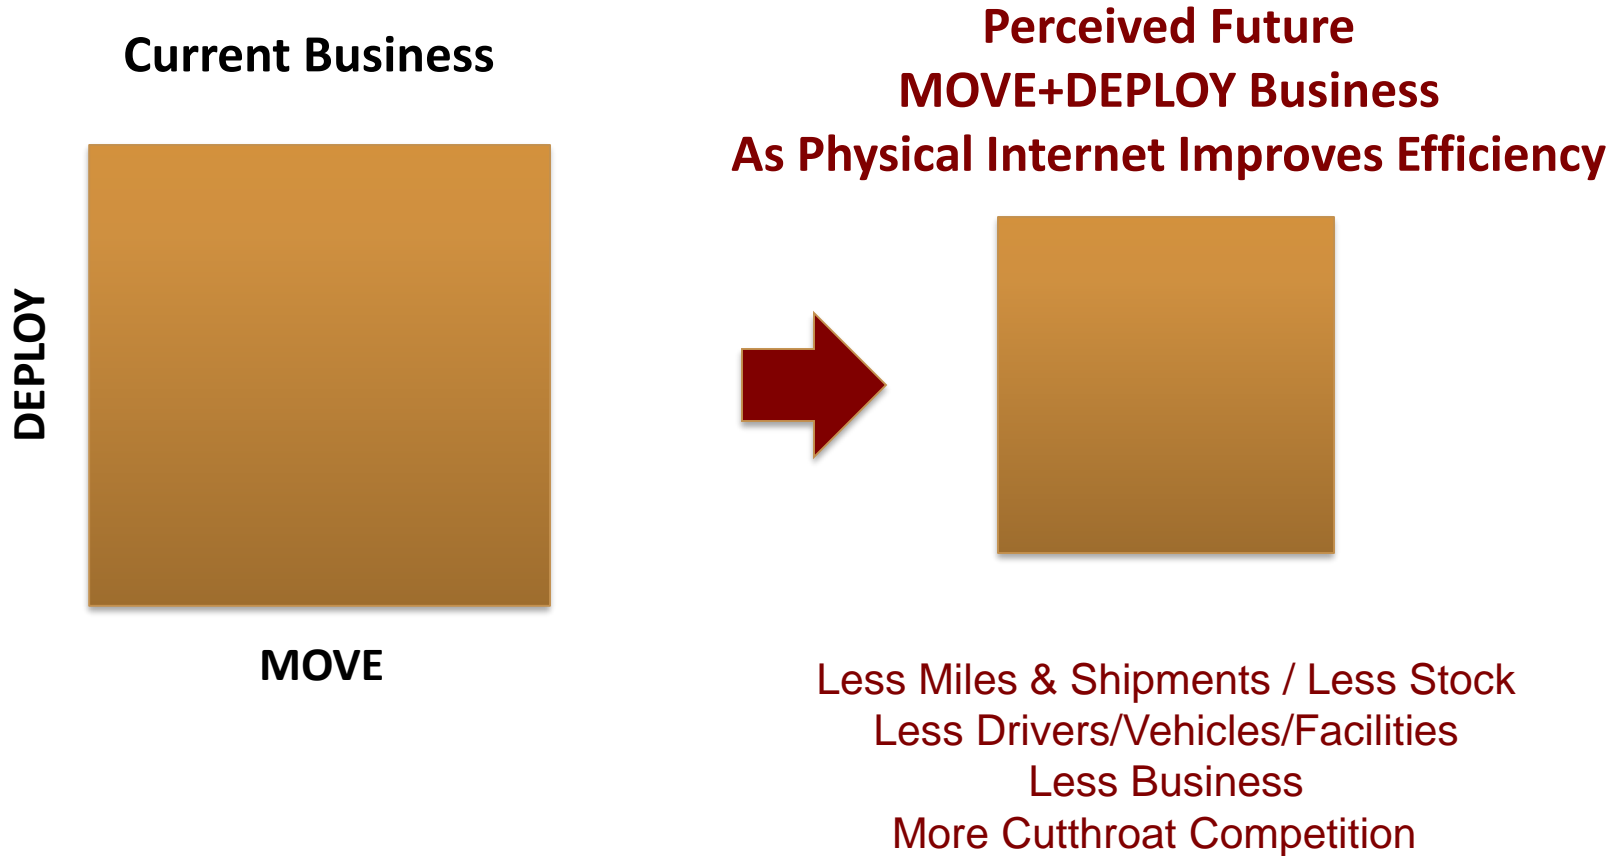 Current Business
Perceived Future
MOVE+DEPLOY Business
As Physical Internet Improves Efficiency
DEPLOY
MOVE
Less Miles & Shipments / Less Stock
Less Drivers/Vehicles/Facilities
Less Business
More Cutthroat Competition